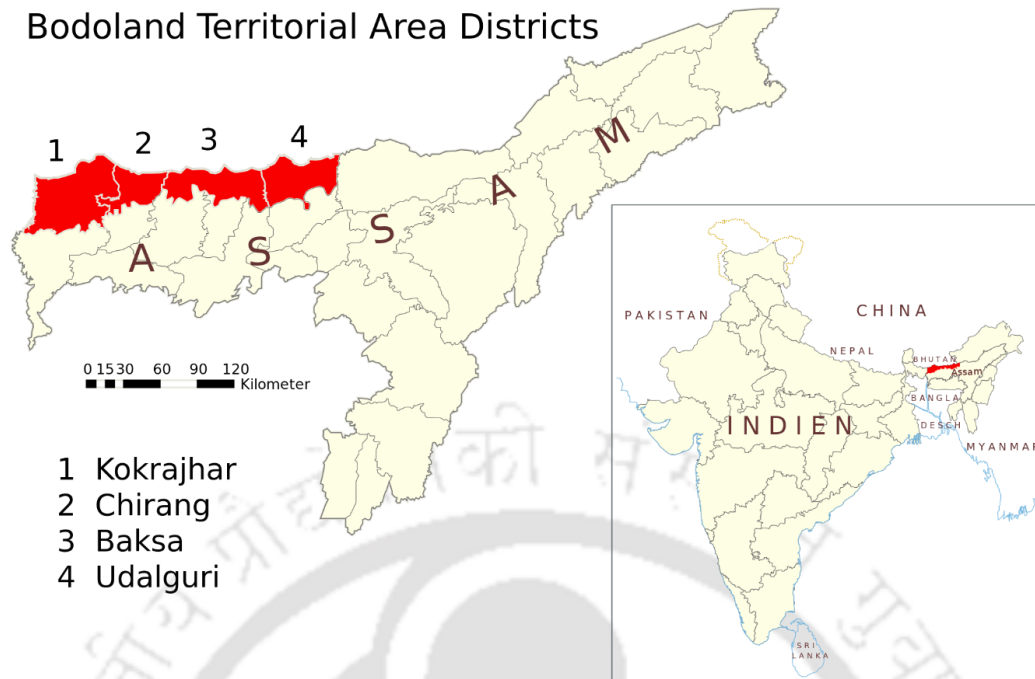 Bodoland Territorial Area Districts
1 2 3 4
A S S A M
0 15 30 60 90 120
Kilometer
1 Kokrajhar
2 Chirang
3 Baksa
4 Udalguri
PAKISTAN
CHINA
NEPAL
BHUTAN
Assam
BANGLA
DESCH
INDIEN
MYANMAR
SRI
LANKA